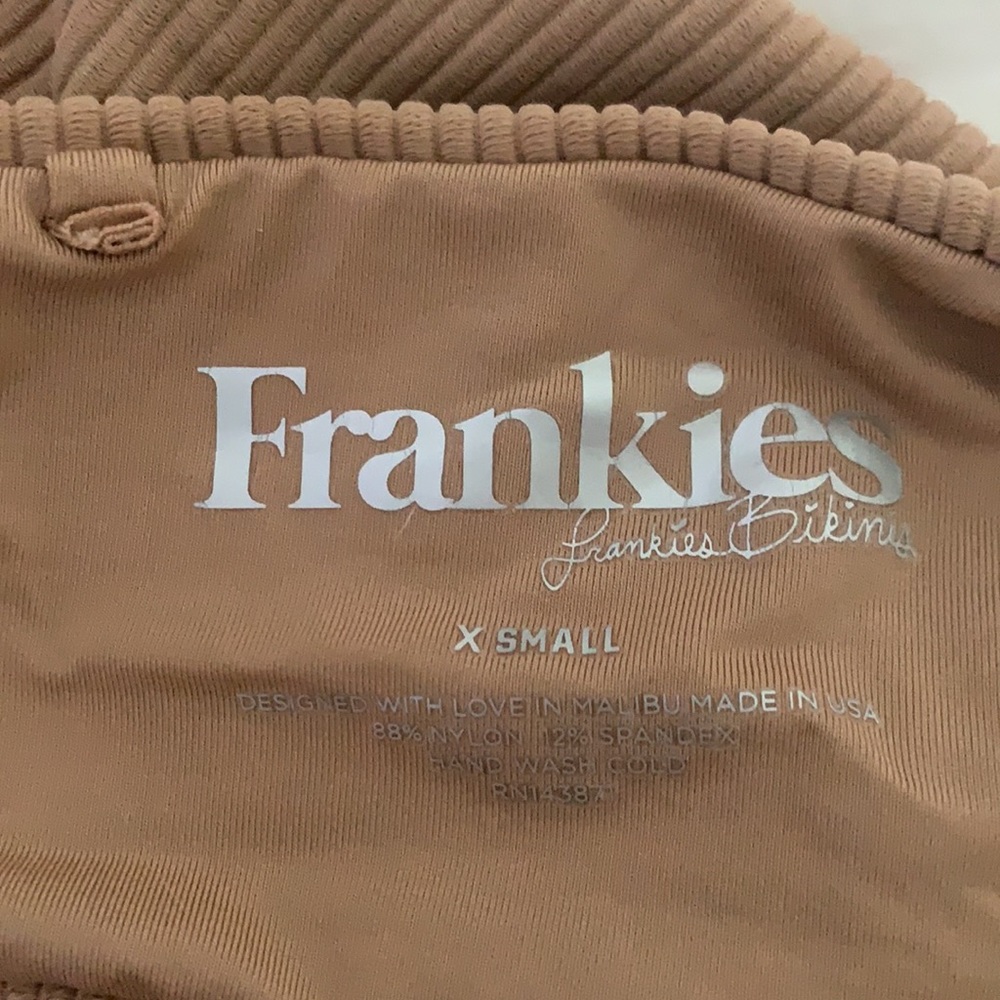 Frankies
Frankies Bikinis
X SMALL
DESIGNED WITH LOVE IN MALIBU MADE IN USA
88% NYLON 12% SPANDEX
HAND WASH COLD